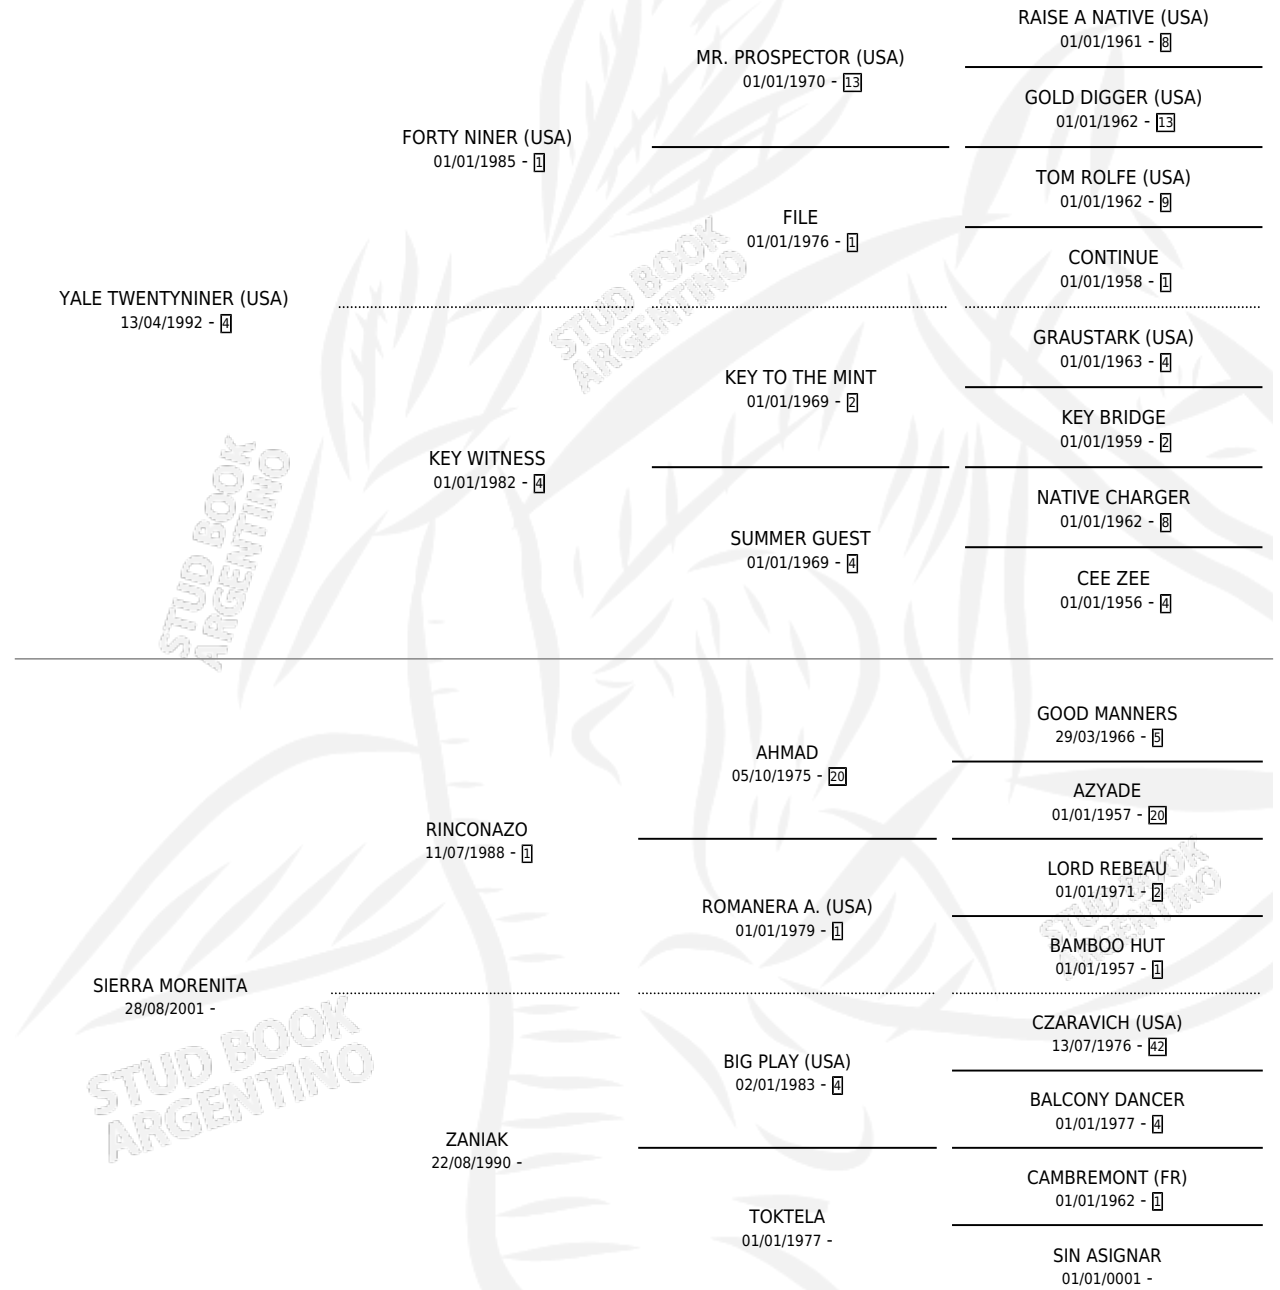 RAISE A NATIVE (USA)
01/01/1961 - 8
MR. PROSPECTOR (USA)
01/01/1970 - 13
GOLD DIGGER (USA)
01/01/1962 - 13
FORTY NINER (USA)
01/01/1985 - 1
TOM ROLFE (USA)
01/01/1962 - 9
FILE
01/01/1976 - 1
CONTINUE
01/01/1958 - 1
YALE TWENTYNINER (USA)
13/04/1992 - 4
GRAUSTARK (USA)
01/01/1963 - 4
KEY TO THE MINT
01/01/1969 - 2
KEY BRIDGE
01/01/1959 - 2
KEY WITNESS
01/01/1982 - 4
NATIVE CHARGER
01/01/1962 - 8
SUMMER GUEST
01/01/1969 - 4
CEE ZEE
01/01/1956 - 4
STUD BOOK
ARGENTINO
STUD BOOK
ARGENTINO
GOOD MANNERS
29/03/1966 - 5
AHMAD
05/10/1975 - 20
AZYADE
01/01/1957 - 20
RINCONAZO
11/07/1988 - 1
LORD REBEAU
01/01/1971 - 2
ROMANERA A. (USA)
01/01/1979 - 1
BAMBOO HUT
01/01/1957 - 1
STUD BOOK
ARGENTINO
SIERRA MORENITA
28/08/2001 -
CZARAVICH (USA)
13/07/1976 - 42
BIG PLAY (USA)
02/01/1983 - 4
BALCONY DANCER
01/01/1977 - 4
STUD BOOK
ARGENTINO
ZANIAK
22/08/1990 -
CAMBREMONT (FR)
01/01/1962 - 1
TOKTELA
01/01/1977 -
SIN ASIGNAR
01/01/0001 -